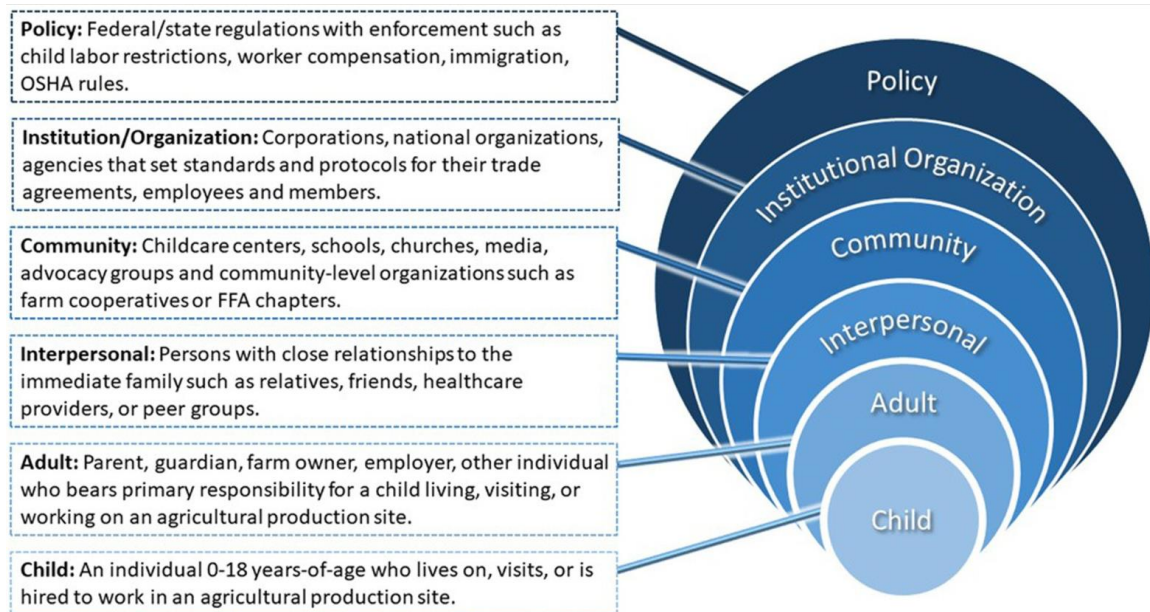 Policy: Federal/state regulations with enforcement such as
child labor restrictions, worker compensation, immigration,
OSHA rules.
Institution/Organization: Corporations, national organizations,
agencies that set standards and protocols for their trade
agreements, employees and members.
Community: Childcare centers, schools, churches, media,
advocacy groups and community-level organizations such as
farm cooperatives or FFA chapters.
Interpersonal: Persons with close relationships to the
immediate family such as relatives, friends, healthcare
providers, or peer groups.
Adult: Parent, guardian, farm owner, employer, other individual
who bears primary responsibility for a child living, visiting, or
working on an agricultural production site.
Child: An individual 0-18 years-of-age who lives on, visits, or is
hired to work in an agricultural production site.
Policy
Institutional Organization
Community
Interpersonal
Adult
Child